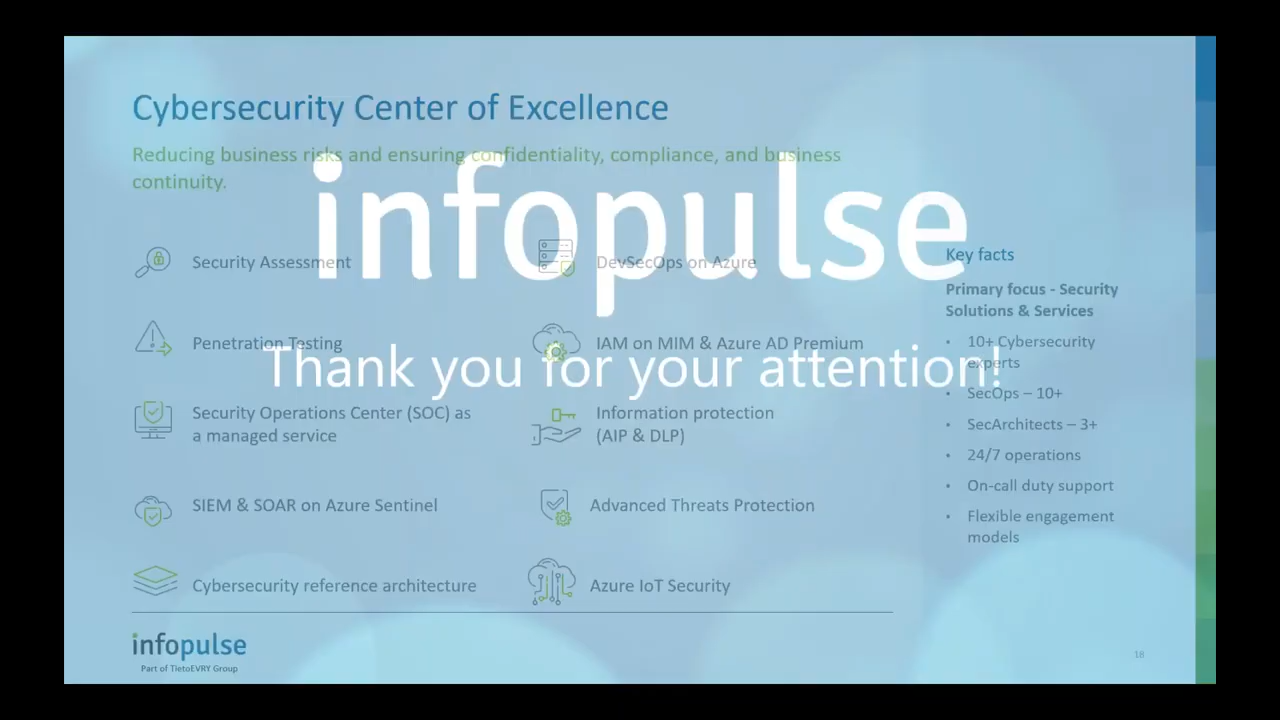 Cybersecurity Center of Excellence
Reducing business risks and ensuring confidentiality, compliance, and business
continuity.
infopulse
Thank you for your attention!
Security Assessment
Penetration Testing
Security Operations Center (SOC) as
a managed service
SIEM & SOAR on Azure Sentinel
Cybersecurity reference architecture
DevSecOps on Azure
IAM on MIM & Azure AD Premium
Information protection
(AIP & DLP)
Advanced Threats Protection
Azure IoT Security
Key facts
Primary focus - Security
Solutions & Services
• 10+ Cybersecurity
experts
• SecOps – 10+
• SecArchitects – 3+
• 24/7 operations
• On-call duty support
• Flexible engagement
models
infopulse
Part of TietoEVRY Group
18